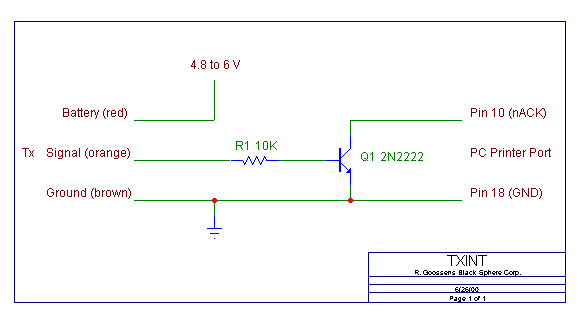 4.8 to 6 V
Battery (red)
Pin 10 (nACK)
R1 10K
Tx Signal (orange)
Q1 2N2222
PC Printer Port
Ground (brown)
Pin 18 (GND)
TXINT
R. Goossens Black Sphere Corp.
6/26/00
Page 1 of 1